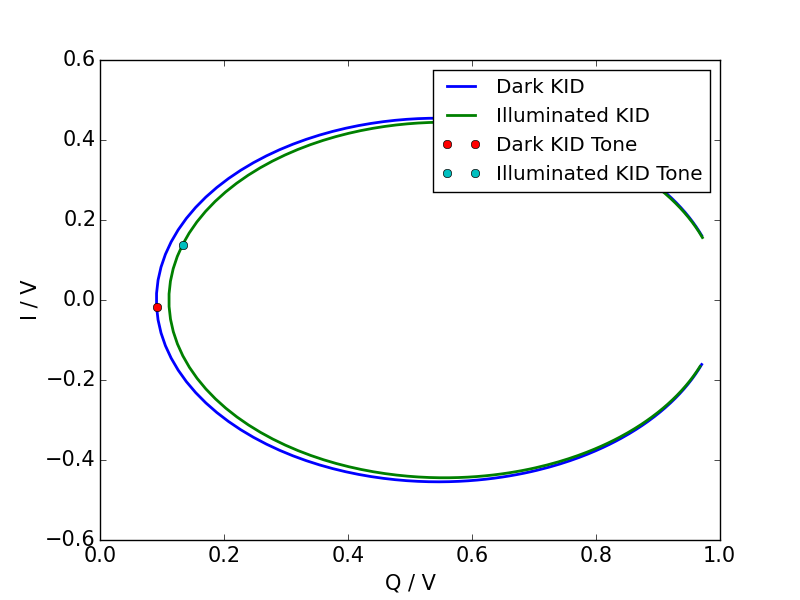 0.6
Dark KID
Illuminated KID
Dark KID Tone
Illuminated KID Tone
0.4
0.2
0.0
−0.2
−0.4
−0.6
I / V
0.0 0.2 0.4 0.6 0.8 1.0
Q / V